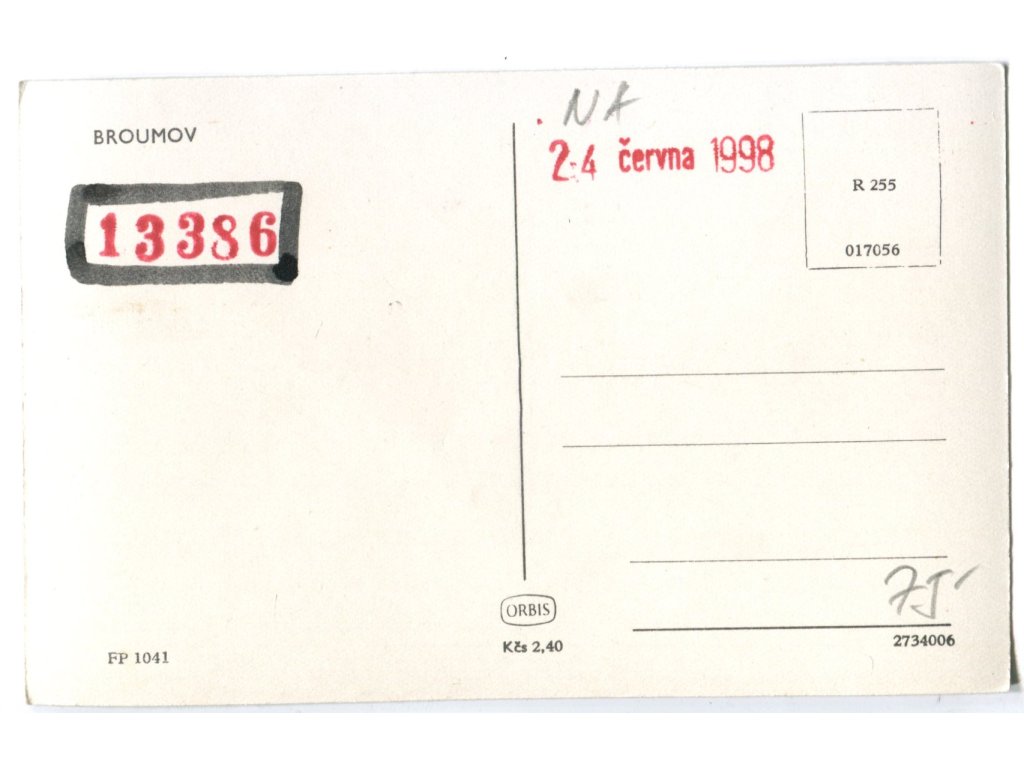 BROUMOV
13386
NA
24 června 1998
R 255
017056
ORBIS
Kčs 2,40
FP 1041
2734006